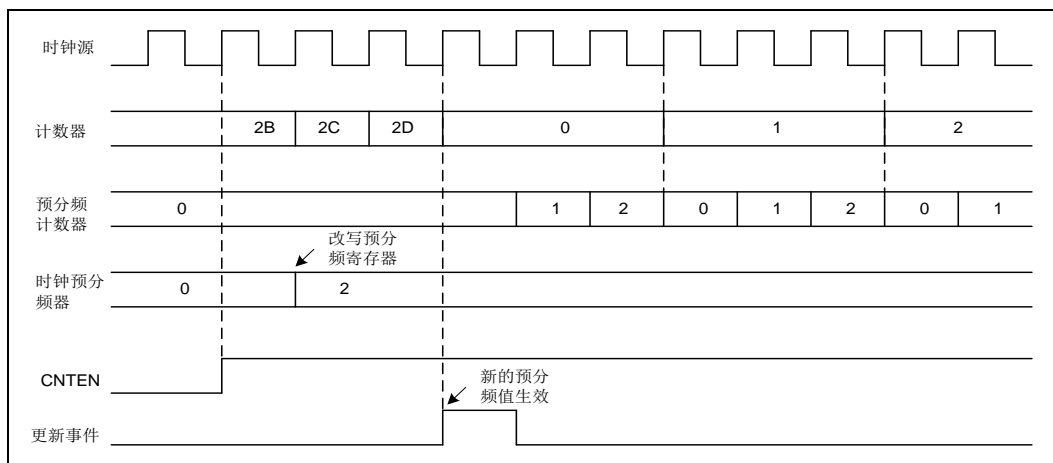 时钟源
计数器
2B 2C 2D 0 1 2
预分频
计数器
0 1 2 0 1 2 0 1
改写预分
频寄存器
时钟预分
频器
0 2
CNTEN
新的预分
频值生效
更新事件